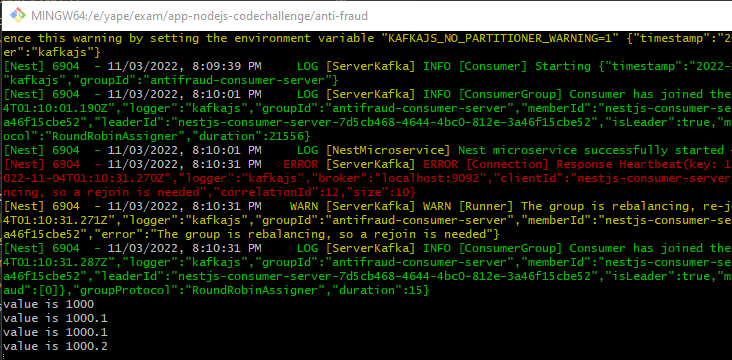 MINGW64:/e/yape/exam/app-nodejs-codechallenge/anti-fraud
ence this warning by setting the environment variable "KAFKAJS_NO_PARTITIONER_WARNING=1" {"timestamp":"2
er":"kafkajs"}
[Nest] 6904  - 11/03/2022, 8:09:39 PM     LOG [ServerKafka] INFO [Consumer] Starting {"timestamp":"2022-
"kafkajs","groupId":"antifraud-consumer-server"}
[Nest] 6904  - 11/03/2022, 8:10:01 PM     LOG [ServerKafka] INFO [ConsumerGroup] Consumer has joined the
4T01:10:01.190Z","logger":"kafkajs","groupId":"antifraud-consumer-server","memberId":"nestjs-consumer-se
a46f15cbe52","leaderId":"nestjs-consumer-server-7d5cb468-4644-4bc0-812e-3a46f15cbe52","isLeader":true,"m
ocol":"RoundRobinAssigner","duration":21556}
[Nest] 6904  - 11/03/2022, 8:10:01 PM     LOG [NestMicroservice] Nest microservice successfully started
[Nest] 6904  - 11/03/2022, 8:10:31 PM   ERROR [ServerKafka] ERROR [Connection] Response Heartbeat(key: 1
022-11-04T01:10:31.270Z","logger":"kafkajs","broker":"localhost:9092","clientId":"nestjs-consumer-server
ncing, so a rejoin is needed","correlationId":12,"size":10}
[Nest] 6904  - 11/03/2022, 8:10:31 PM    WARN [ServerKafka] WARN [Runner] The group is rebalancing, re-j
4T01:10:31.271Z","logger":"kafkajs","groupId":"antifraud-consumer-server","memberId":"nestjs-consumer-se
a46f15cbe52","error":"The group is rebalancing, so a rejoin is needed"}
[Nest] 6904  - 11/03/2022, 8:10:31 PM     LOG [ServerKafka] INFO [ConsumerGroup] Consumer has joined the
4T01:10:31.287Z","logger":"kafkajs","groupId":"antifraud-consumer-server","memberId":"nestjs-consumer-se
a46f15cbe52","leaderId":"nestjs-consumer-server-7d5cb468-4644-4bc0-812e-3a46f15cbe52","isLeader":true,"m
aud":[0]},"groupProtocol":"RoundRobinAssigner","duration":15}
value is 1000
value is 1000.1
value is 1000.1
value is 1000.2